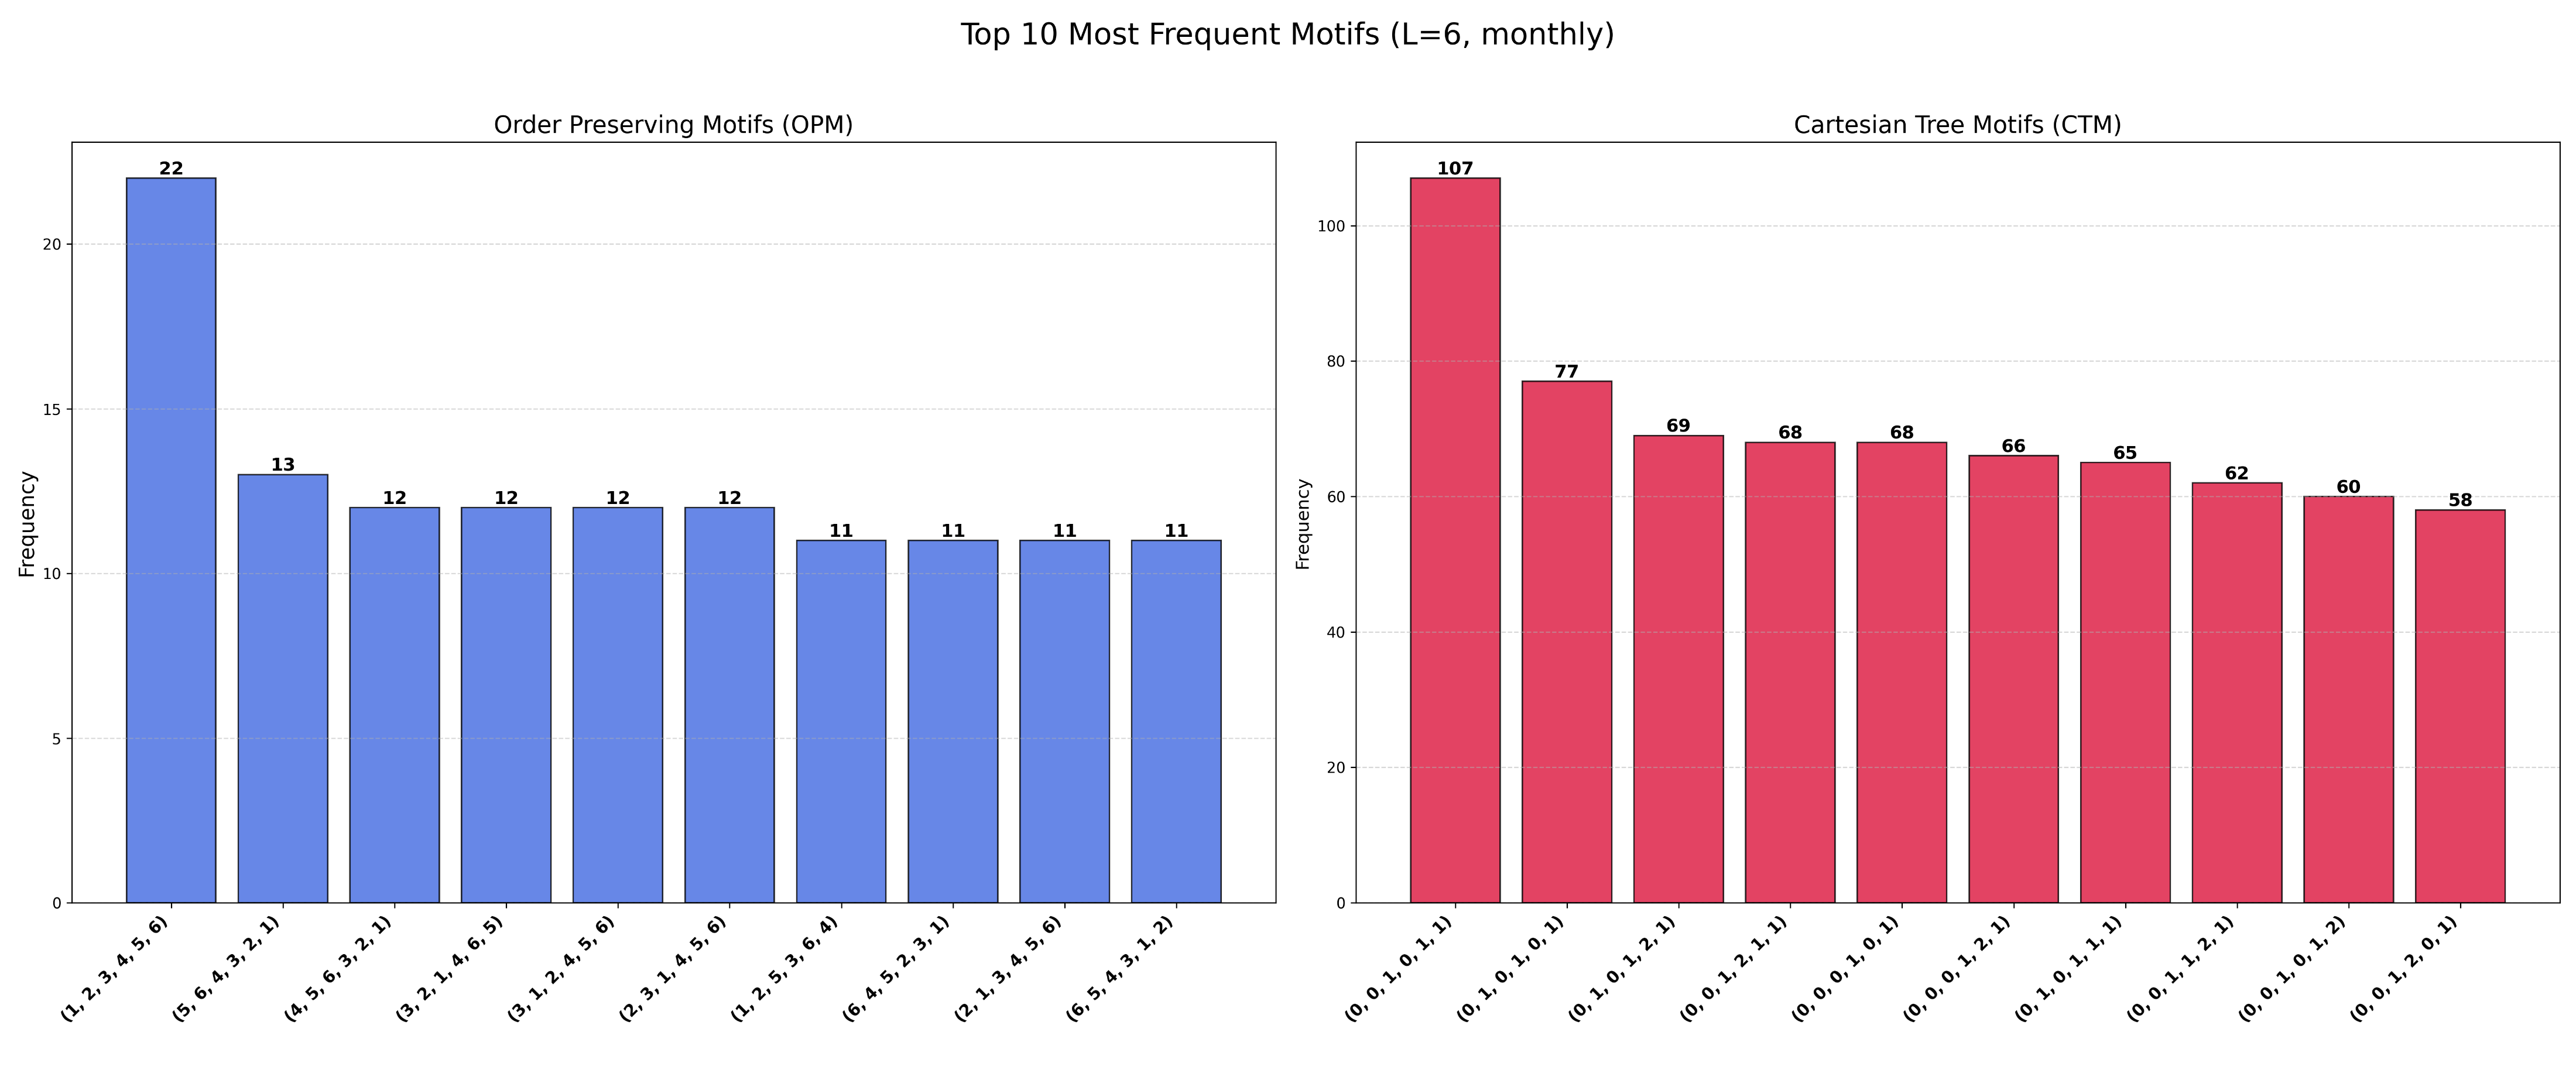 Top 10 Most Frequent Motifs (L=6, monthly)
Order Preserving Motifs (OPM)
Frequency
20
15
10
5
0
22
13
12
12
12
12
11
11
11
11
(1, 2, 3, 4, 5, 6)
(5, 6, 4, 3, 2, 1)
(4, 5, 6, 3, 2, 1)
(3, 2, 1, 4, 6, 5)
(3, 1, 2, 4, 5, 6)
(2, 3, 1, 4, 5, 6)
(1, 2, 5, 3, 6, 4)
(6, 4, 5, 2, 3, 1)
(2, 1, 3, 4, 5, 6)
(6, 5, 4, 3, 1, 2)
Cartesian Tree Motifs (CTM)
Frequency
100
80
60
40
20
0
107
77
69
68
68
66
65
62
60
58
(0, 0, 1, 0, 1, 1)
(0, 1, 0, 1, 0, 1)
(0, 1, 0, 1, 2, 1)
(0, 0, 1, 2, 1, 1)
(0, 0, 0, 1, 0, 1)
(0, 0, 0, 1, 2, 1)
(0, 1, 0, 1, 1, 1)
(0, 0, 1, 1, 2, 1)
(0, 0, 1, 0, 1, 2)
(0, 0, 1, 2, 0, 1)